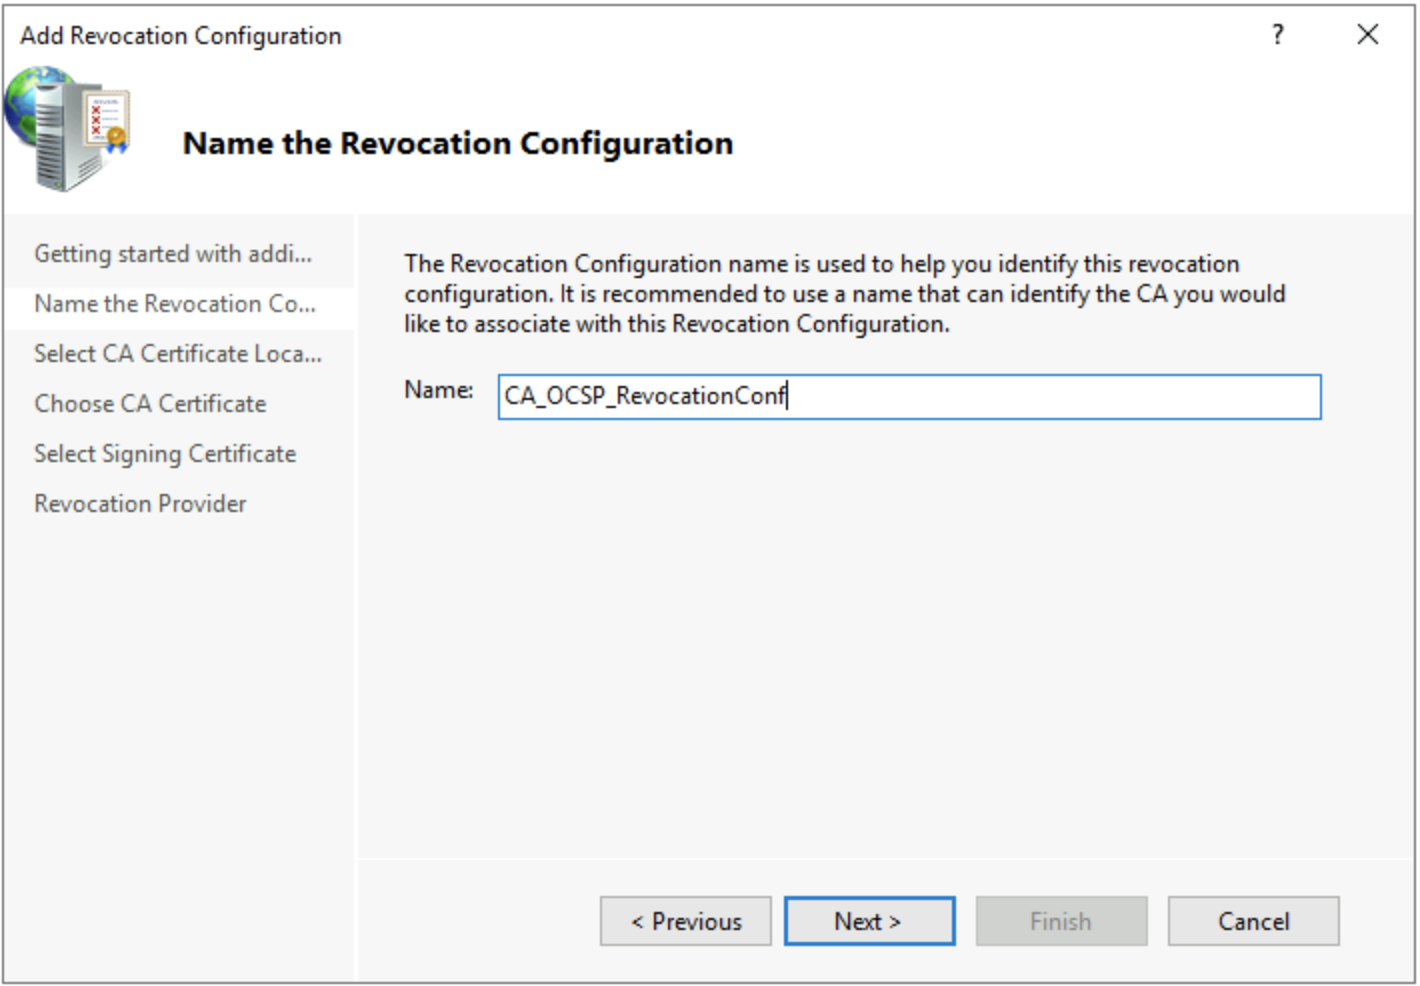 Add Revocation Configuration
?
Name the Revocation Configuration
Getting started with addi...
Name the Revocation Co...
Select CA Certificate Loca...
Choose CA Certificate
Select Signing Certificate
Revocation Provider
The Revocation Configuration name is used to help you identify this revocation
configuration. It is recommended to use a name that can identify the CA you would
like to associate with this Revocation Configuration.
Name: CA_OCSP_RevocationConf
< Previous
Next >
Finish
Cancel